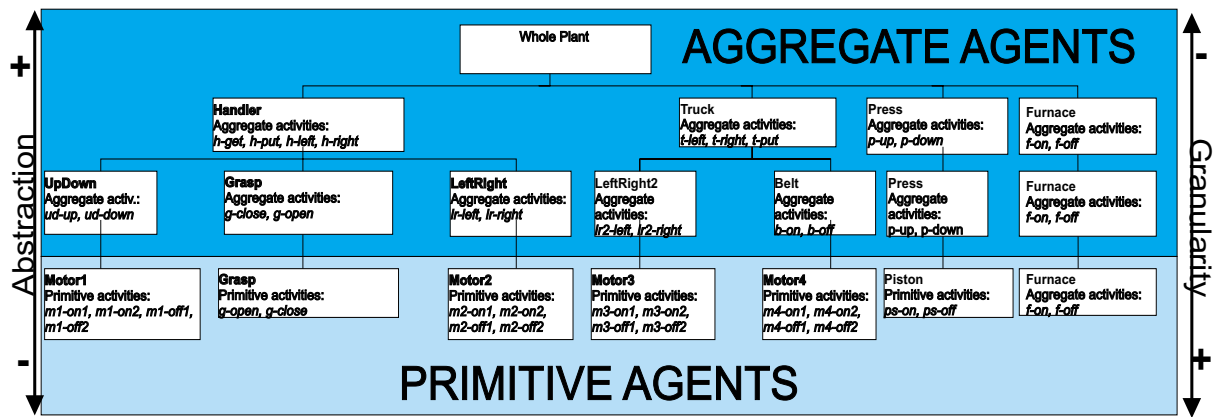 Whole Plant
AGGREGATE AGENTS
+
-
Abstraction
Granularity
Handler
Aggregate activities:
h-get, h-put, h-left, h-right
Truck
Aggregate activities:
t-left, t-right, t-put
Press
Aggregate activities:
p-up, p-down
Furnace
Aggregate activities:
f-on, f-off
UpDown
Aggregate activ.:
ud-up, ud-down
Grasp
Aggregate activities:
g-close, g-open
LeftRight
Aggregate activities:
lr-left, lr-right
LeftRight2
Aggregate
activities:
lr2-left, lr2-right
Belt
Aggregate
activities:
b-on, b-off
Press
Aggregate
activities:
p-up, p-down
Furnace
Aggregate activities:
f-on, f-off
Motor1
Primitive activities:
m1-on1, m1-on2, m1-off1,
m1-off2
Grasp
Primitive activities:
g-open, g-close
Motor2
Primitive activities:
m2-on1, m2-on2,
m2-off1, m2-off2
Motor3
Primitive activities:
m3-on1, m3-on2,
m3-off1, m3-off2
Motor4
Primitive activities:
m4-on1, m4-on2,
m4-off1, m4-off2
Piston
Primitive activities:
ps-on, ps-off
Furnace
Aggregate activities:
f-on, f-off
-
+
PRIMITIVE AGENTS